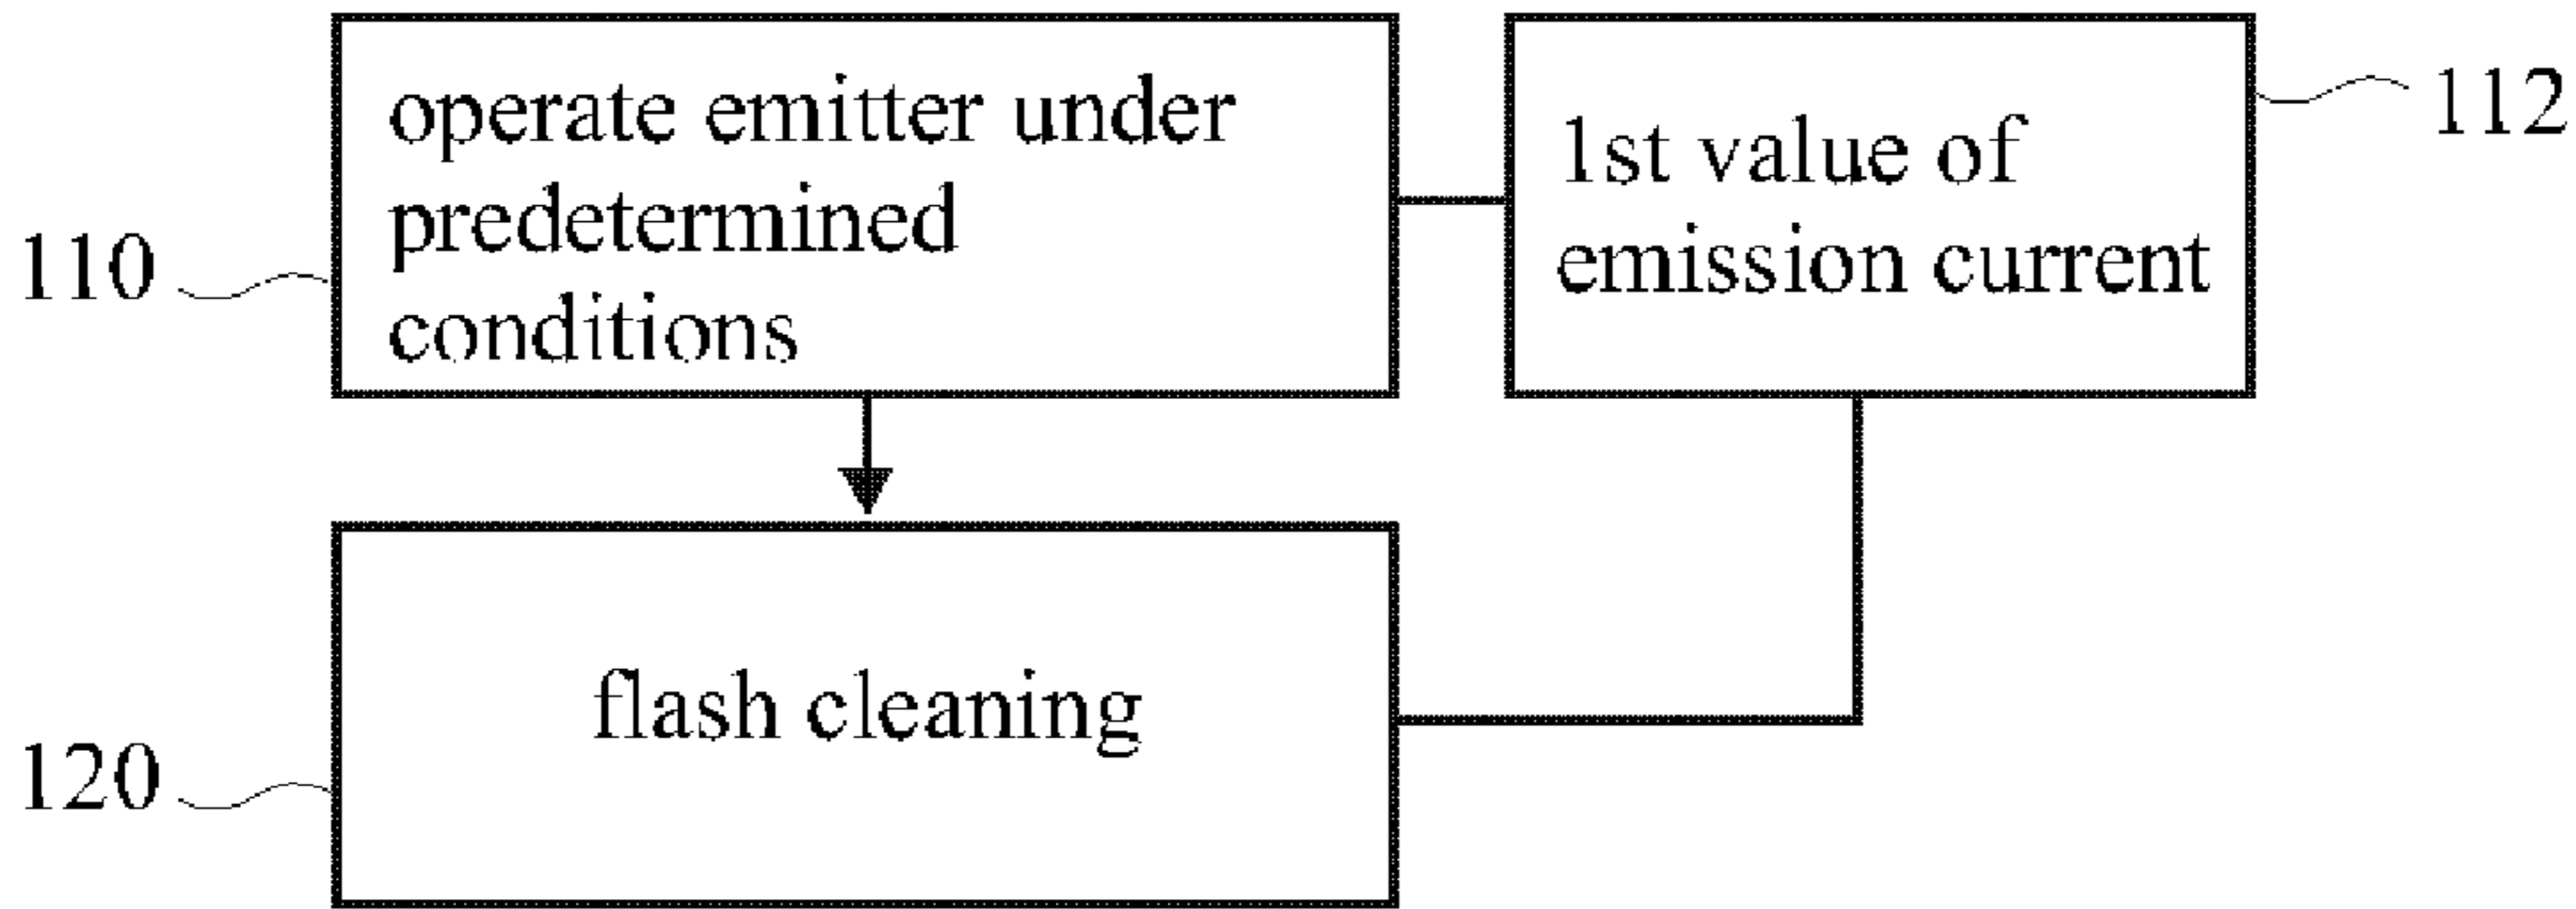 operate emitter under
predetermined
conditions
110
1st value of
emission current
112
flash cleaning
120